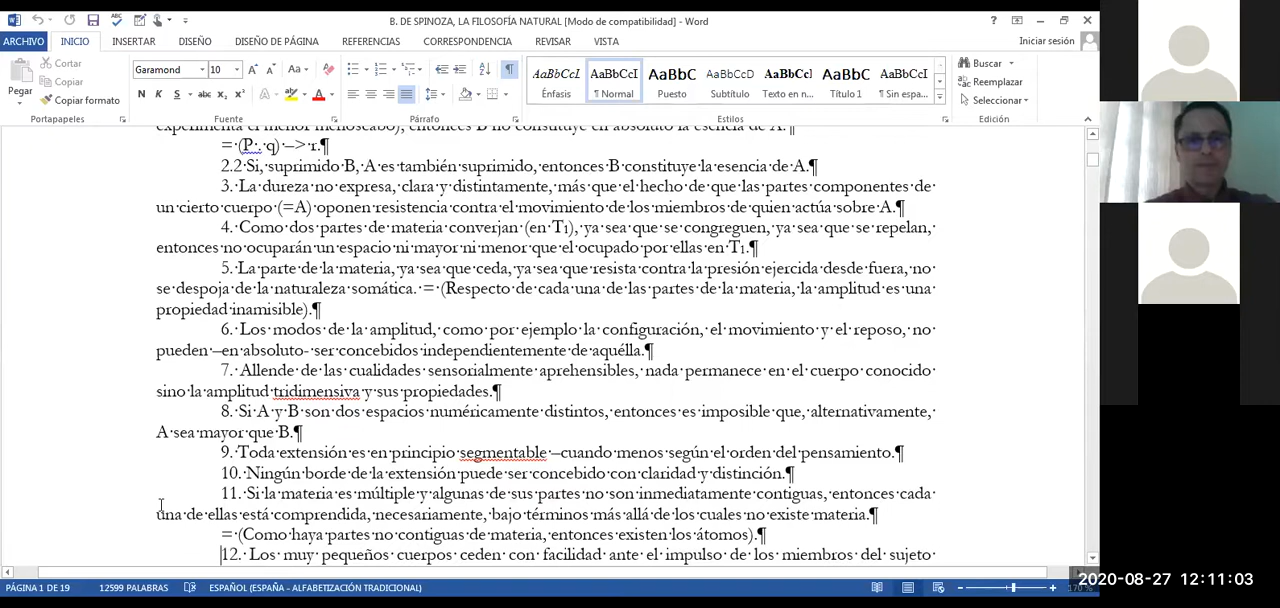 B. DE SPINOZA, LA FILOSOFÍA NATURAL [Modo de compatibilidad] - Word
ARCHIVO INICIO INSERTAR DISEÑO DISEÑO DE PÁGINA REFERENCIAS CORRESPONDENCIA REVISAR VISTA Iniciar sesión
Pegar
Cortar
Copiar
Copiar formato
Portapapeles
Garamond 10
N K S abc x₂ x²
Fuente
Párrafo
AaBbCcI AaBbCcI AaBbC AaBbCcD AaBbCcl AaBbC AaBbCcI
Énfasis ¶ Normal Puesto Subtítulo Texto en n... Título 1 ¶ Sin espa...
Estilos
Buscar
Reemplazar
Seleccionar
Edición
experimenta el menor menoscabo), entonces B no constituye en absoluto la esencia de A.¶
= (P . q) –> r.¶
2.2 Si, suprimido B, A es también suprimido, entonces B constituye la esencia de A.¶
3. La dureza no expresa, clara y distintamente, más que el hecho de que las partes componentes de
un cierto cuerpo (=A) oponen resistencia contra el movimiento de los miembros de quien actúa sobre A.¶
4. Como dos partes de materia converjan (en T₁), ya sea que se congreguen, ya sea que se repelan,
entonces no ocuparán un espacio ni mayor ni menor que el ocupado por ellas en T₁.¶
5. La parte de la materia, ya sea que ceda, ya sea que resista contra la presión ejercida desde fuera, no
se despoja de la naturaleza somática. = (Respecto de cada una de las partes de la materia, la amplitud es una
propiedad inamisible).¶
6. Los modos de la amplitud, como por ejemplo la configuración, el movimiento y el reposo, no
pueden –en absoluto- ser concebidos independientemente de aquélla.¶
7. Allende de las cualidades sensorialmente aprehensibles, nada permanece en el cuerpo conocido
sino la amplitud tridimensiva y sus propiedades.¶
8. Si A y B son dos espacios numéricamente distintos, entonces es imposible que, alternativamente,
A sea mayor que B.¶
9. Toda extensión es en principio segmentable –cuando menos según el orden del pensamiento.¶
10. Ningún borde de la extensión puede ser concebido con claridad y distinción.¶
11. Si la materia es múltiple y algunas de sus partes no son inmediatamente contiguas, entonces cada
una de ellas está comprendida, necesariamente, bajo términos más allá de los cuales no existe materia.¶
= (Como haya partes no contiguas de materia, entonces existen los átomos).¶
12. Los muy pequeños cuerpos ceden con facilidad ante el impulso de los miembros del sujeto
PÁGINA 1 DE 19 12599 PALABRAS ESPAÑOL (ESPAÑA - ALFABETIZACIÓN TRADICIONAL) 170 %
2020-08-27 12:11:03